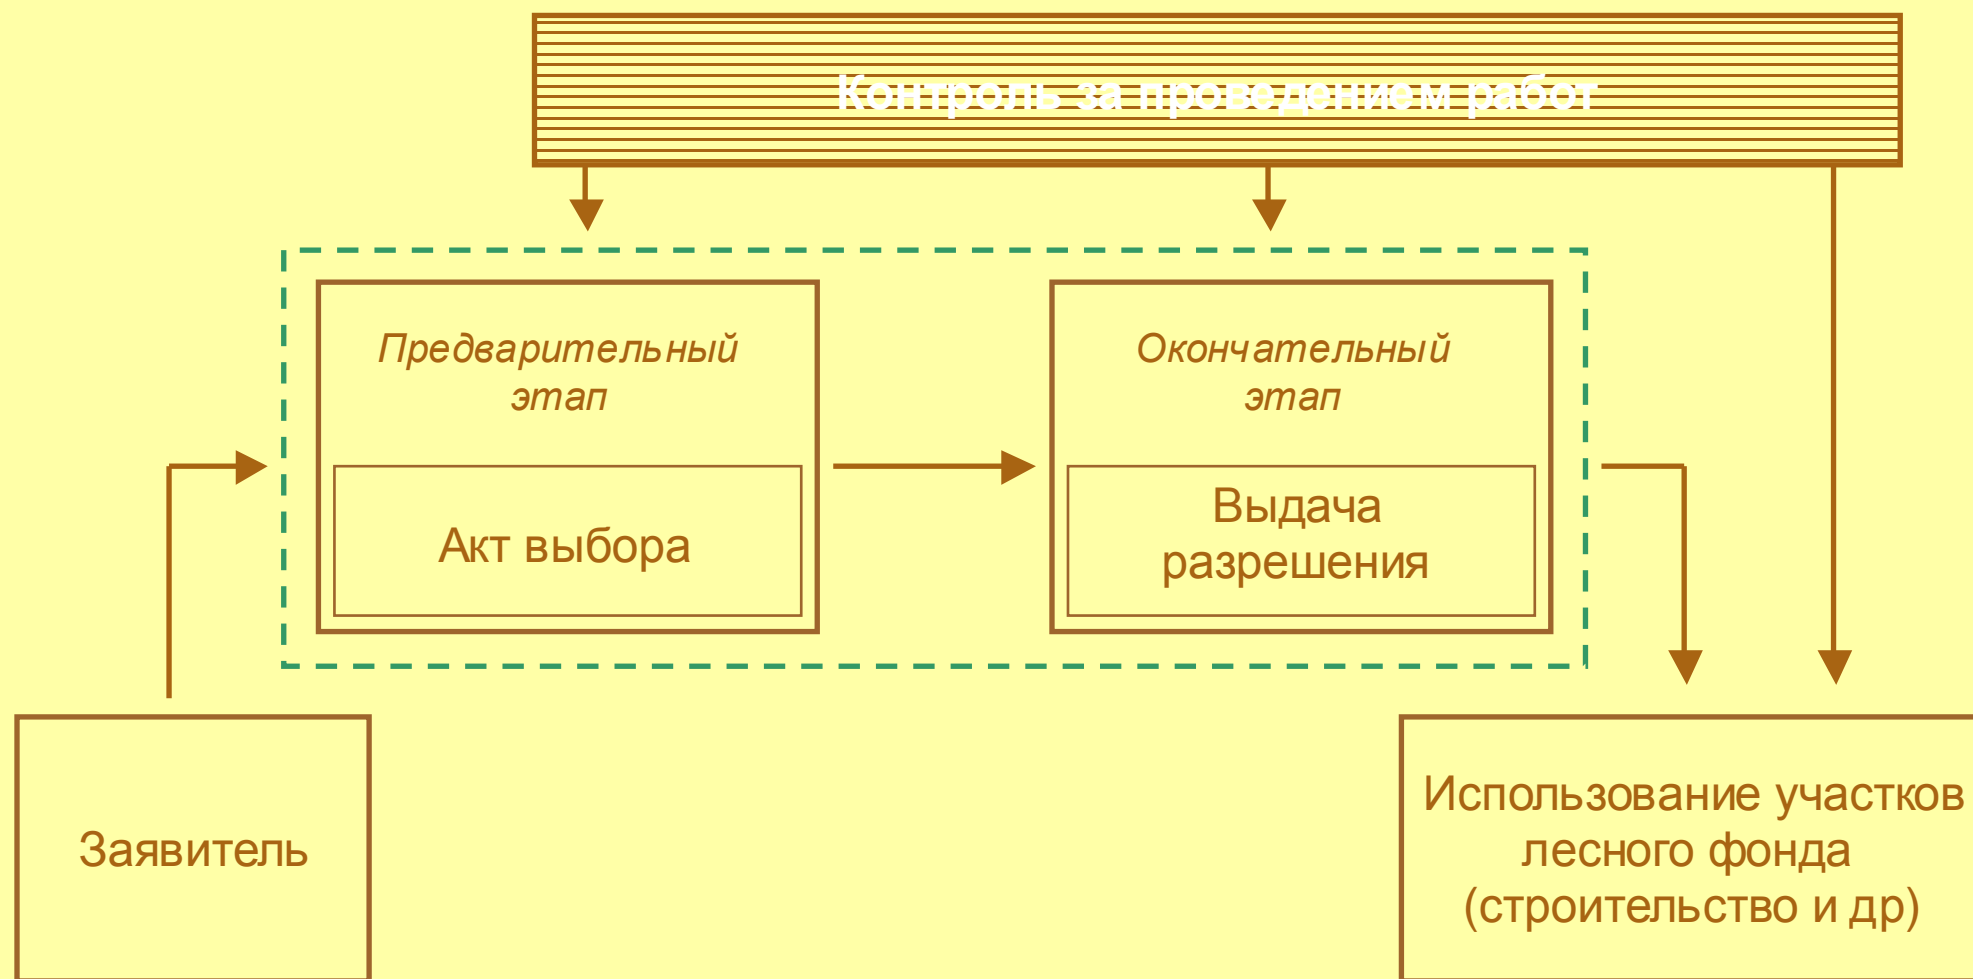 Контроль за проведением работ
Предварительный
этап
Окончательный
этап
Акт выбора
Выдача
разрешения
Заявитель
Использование участков
лесного фонда
(строительство и др)